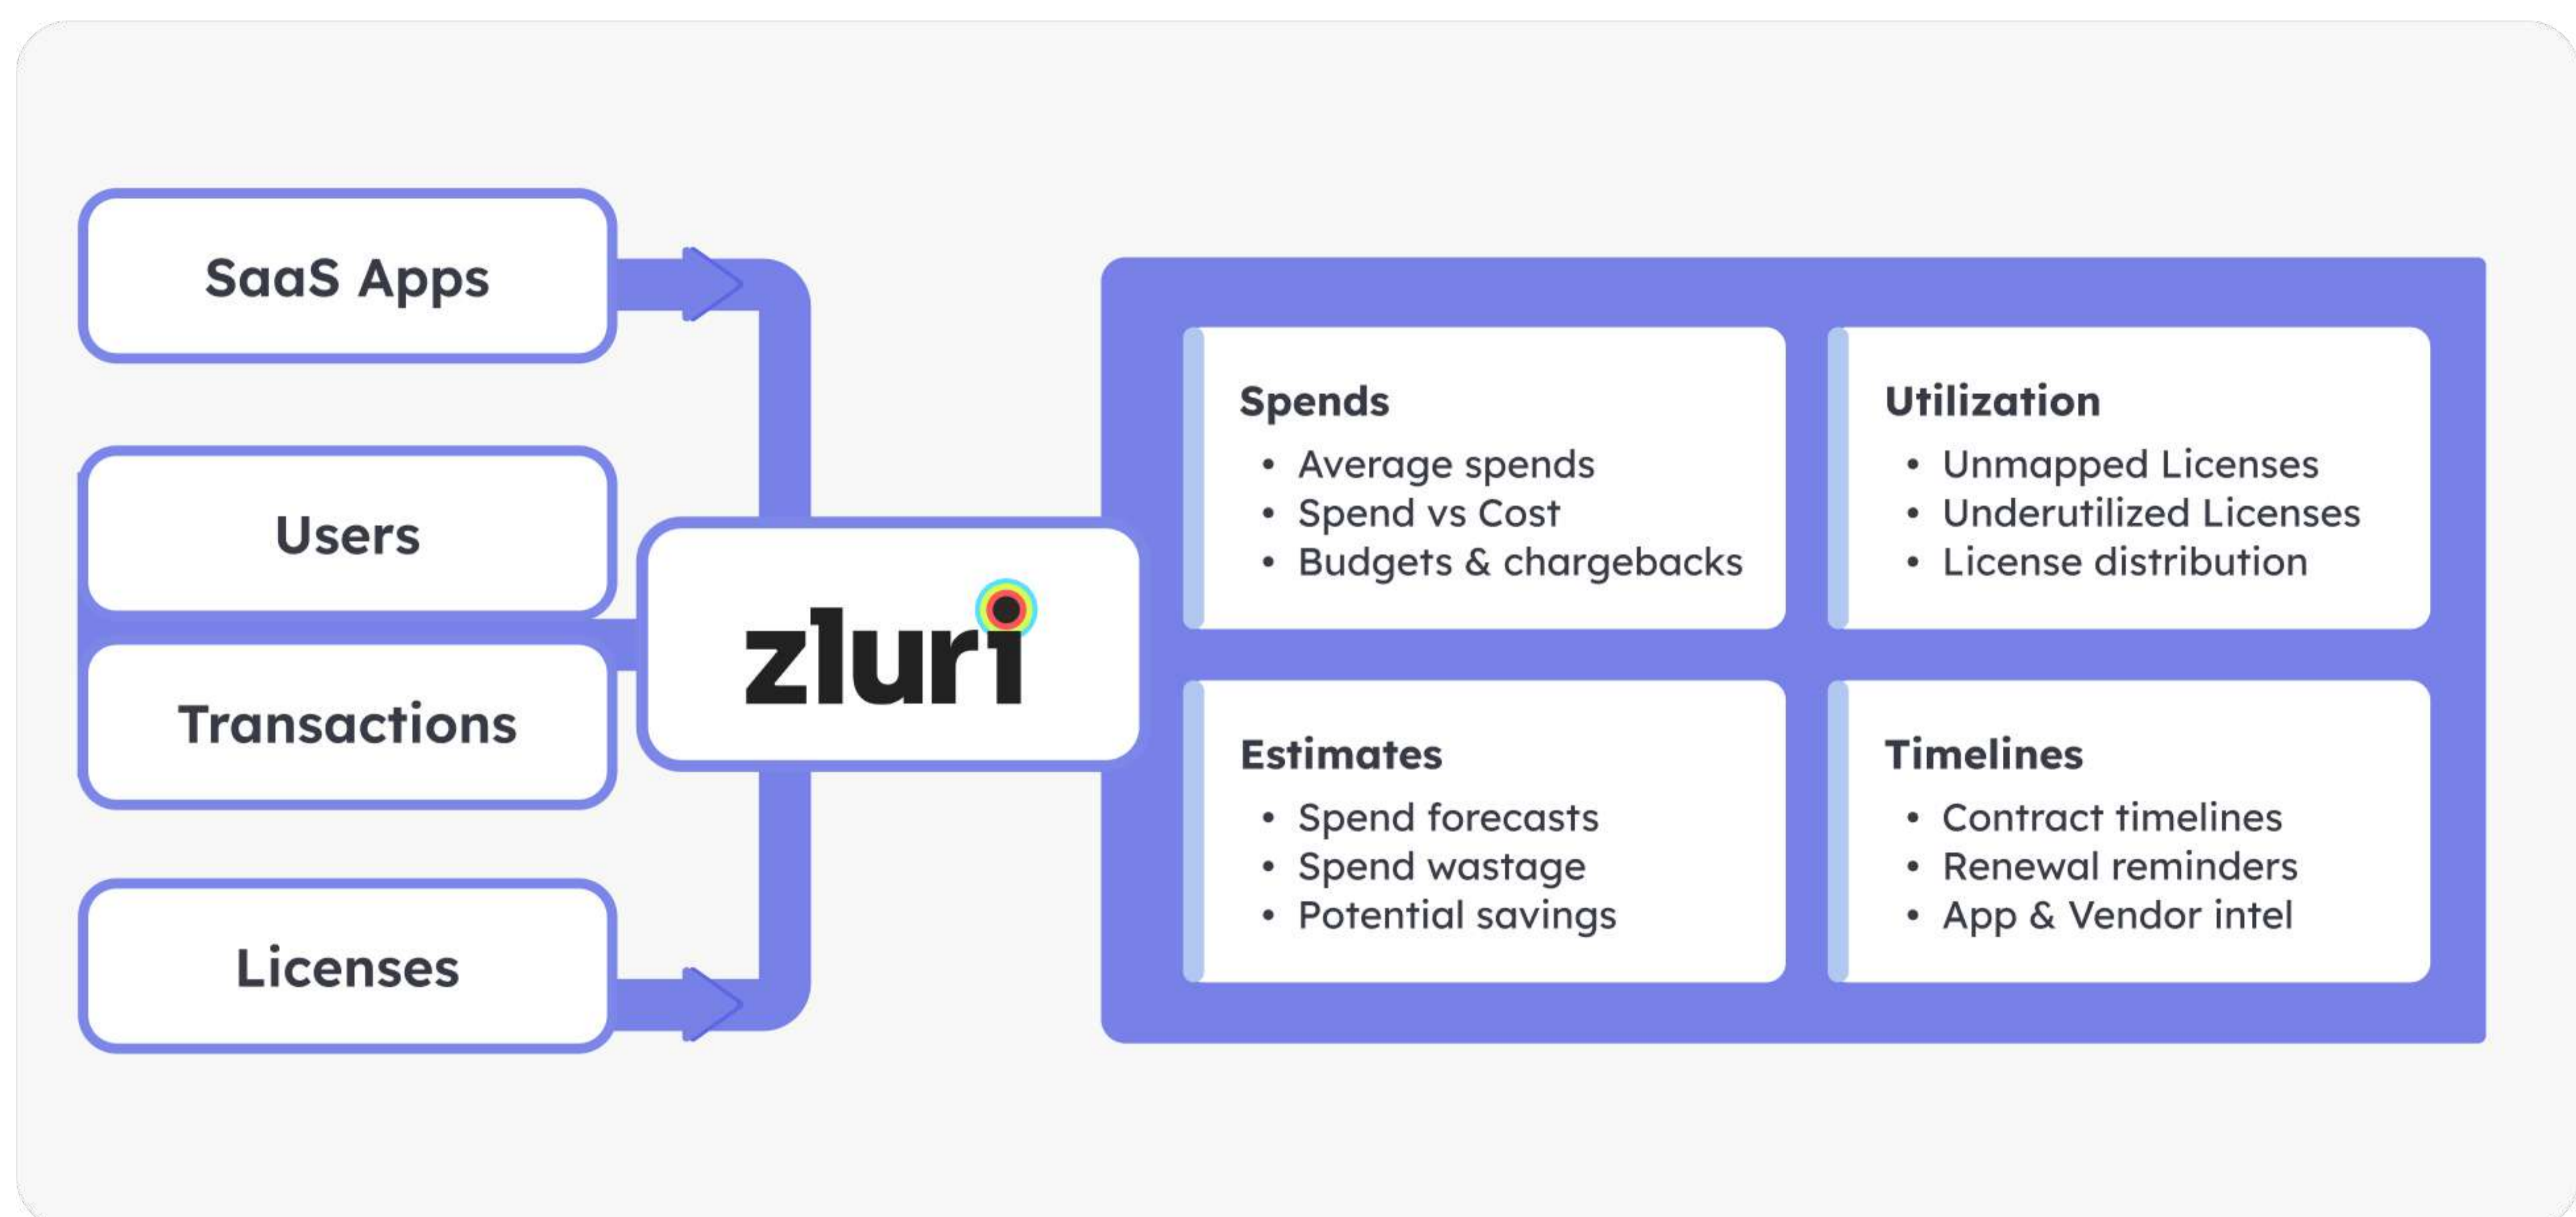 SaaS Apps
Users
Transactions
Licenses
zluri
Spends
• Average spends
• Spend vs Cost
• Budgets & chargebacks
Utilization
• Unmapped Licenses
• Underutilized Licenses
• License distribution
Estimates
• Spend forecasts
• Spend wastage
• Potential savings
Timelines
• Contract timelines
• Renewal reminders
• App & Vendor intel